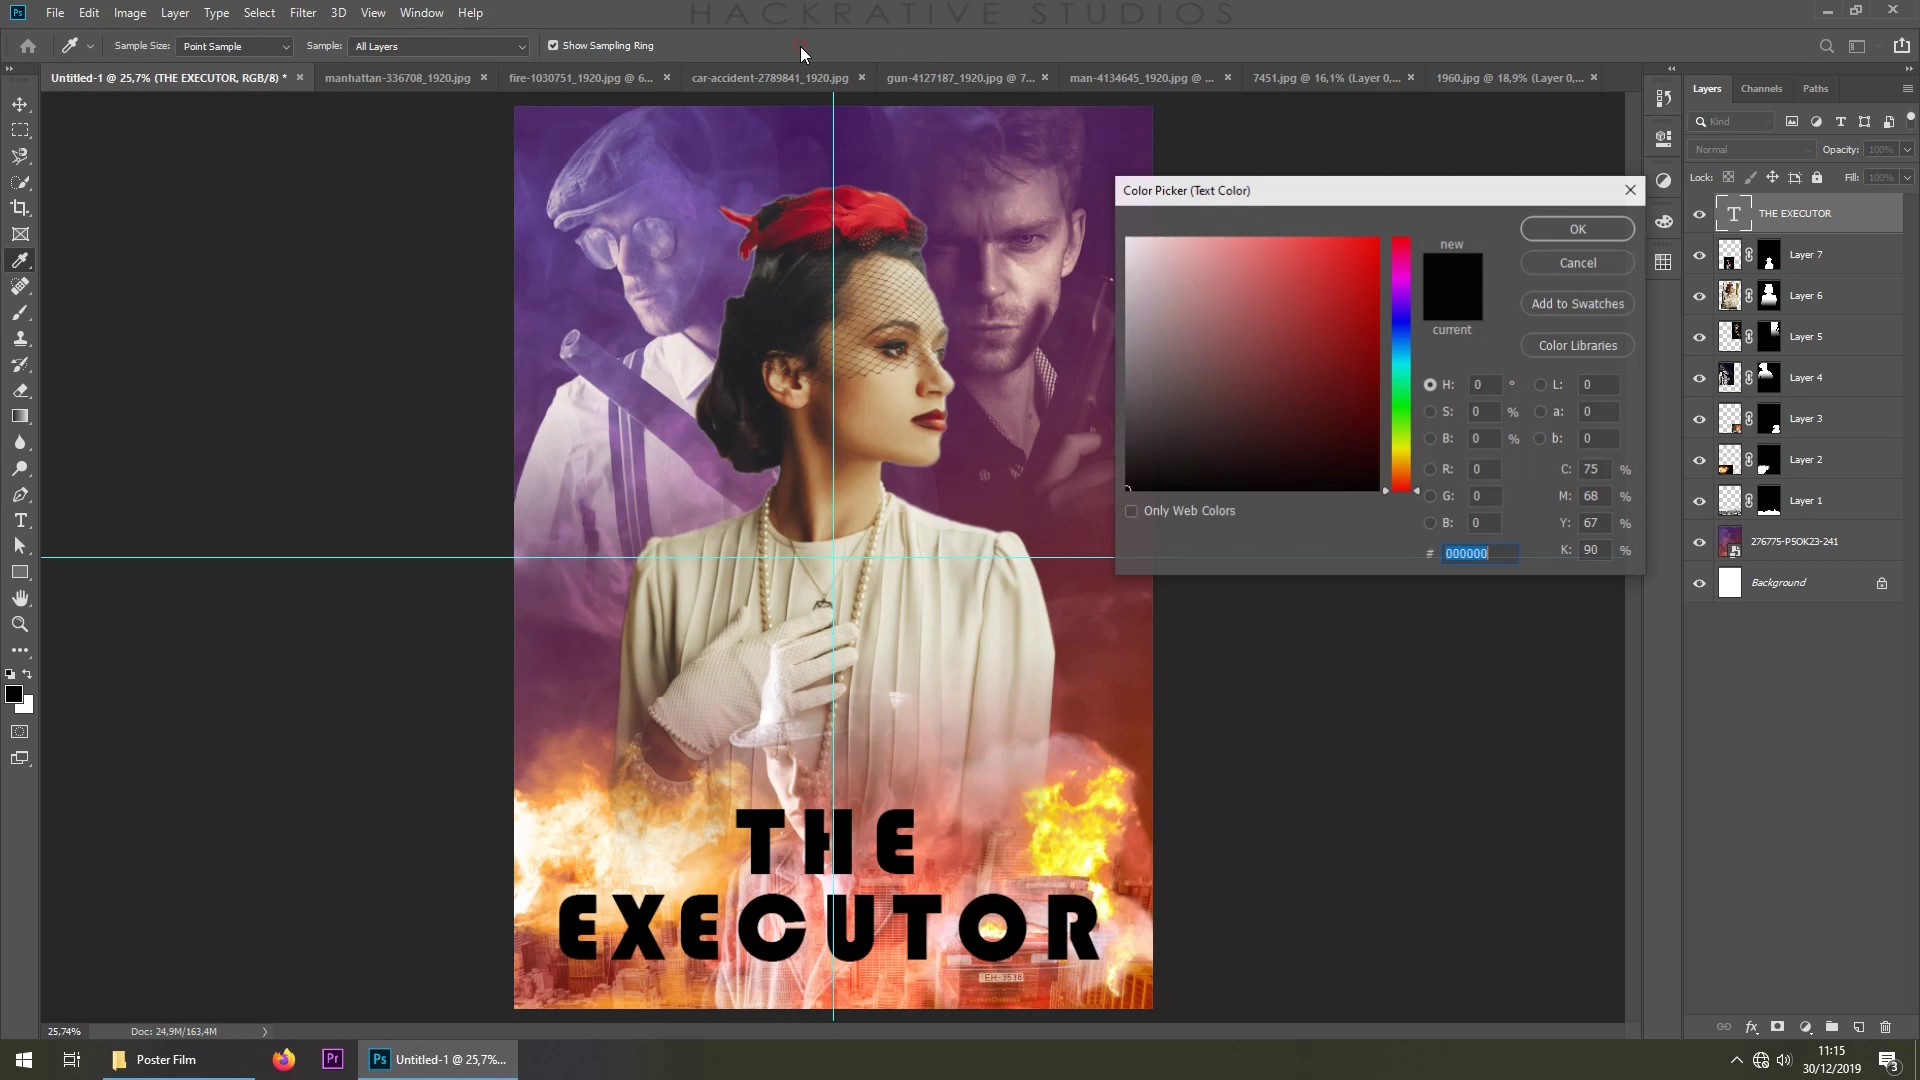 Ps File Edit Image Layer Type Select Filter 3D View Window Help
HACKRATIVE STUDIOS
Sample Size: Point Sample Sample: All Layers Show Sampling Ring
Untitled-1 @ 25,7% (THE EXECUTOR, RGB/8) * × manhattan-336708_1920.jpg × fire-1030751_1920.jpg @ 6... × car-accident-2789841_1920.jpg × gun-4127187_1920.jpg @ 7... × man-4134645_1920.jpg @ ... × 7451.jpg @ 16,1% (Layer 0,... × 1960.jpg @ 18,9% (Layer 0,... ×
Layers Channels Paths
Kind
Normal Opacity: 100%
Lock: Fill: 100%
THE EXECUTOR
Layer 7
Layer 6
Layer 5
Layer 4
Layer 3
Layer 2
Layer 1
276775-P5OK23-241
Background
Color Picker (Text Color)
OK
new
Cancel
Add to Swatches
current
Color Libraries
H: 0 ° L: 0
S: 0 % a: 0
B: 0 % b: 0
R: 0 C: 75 %
G: 0 M: 68 %
B: 0 Y: 67 %
# 000000 K: 90 %
Only Web Colors
THE
EXECUTOR
EH-3538
25,74% Doc: 24,9M/163,4M
Poster Film
Pr
Ps Untitled-1 @ 25,7%...
11:15
30/12/2019
3